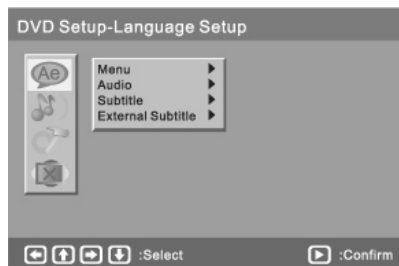 DVD Setup-Language Setup
Ae
Menu
Audio
Subtitle
External Subtitle
:Select :Confirm